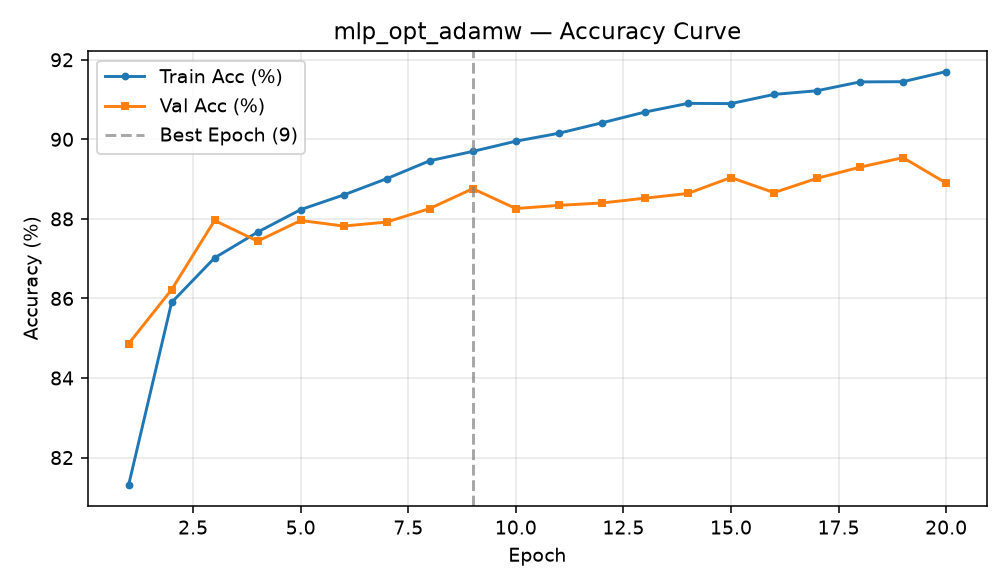 mlp_opt_adamw — Accuracy Curve
Train Acc (%)
Val Acc (%)
Best Epoch (9)
Accuracy (%)
92
90
88
86
84
82
2.5 5.0 7.5 10.0 12.5 15.0 17.5 20.0
Epoch